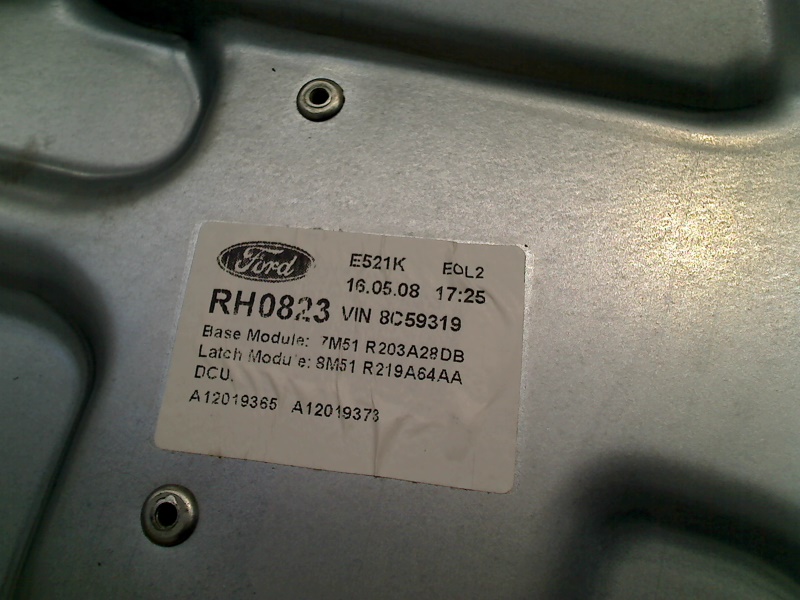 Ford E521K EOL2
16.05.08 17:25
RH0823 VIN 8C59319
Base Module: 7M51 R203A28DB
Latch Module: 8M51 R219A64AA
DCU:
A12019365 A12019373